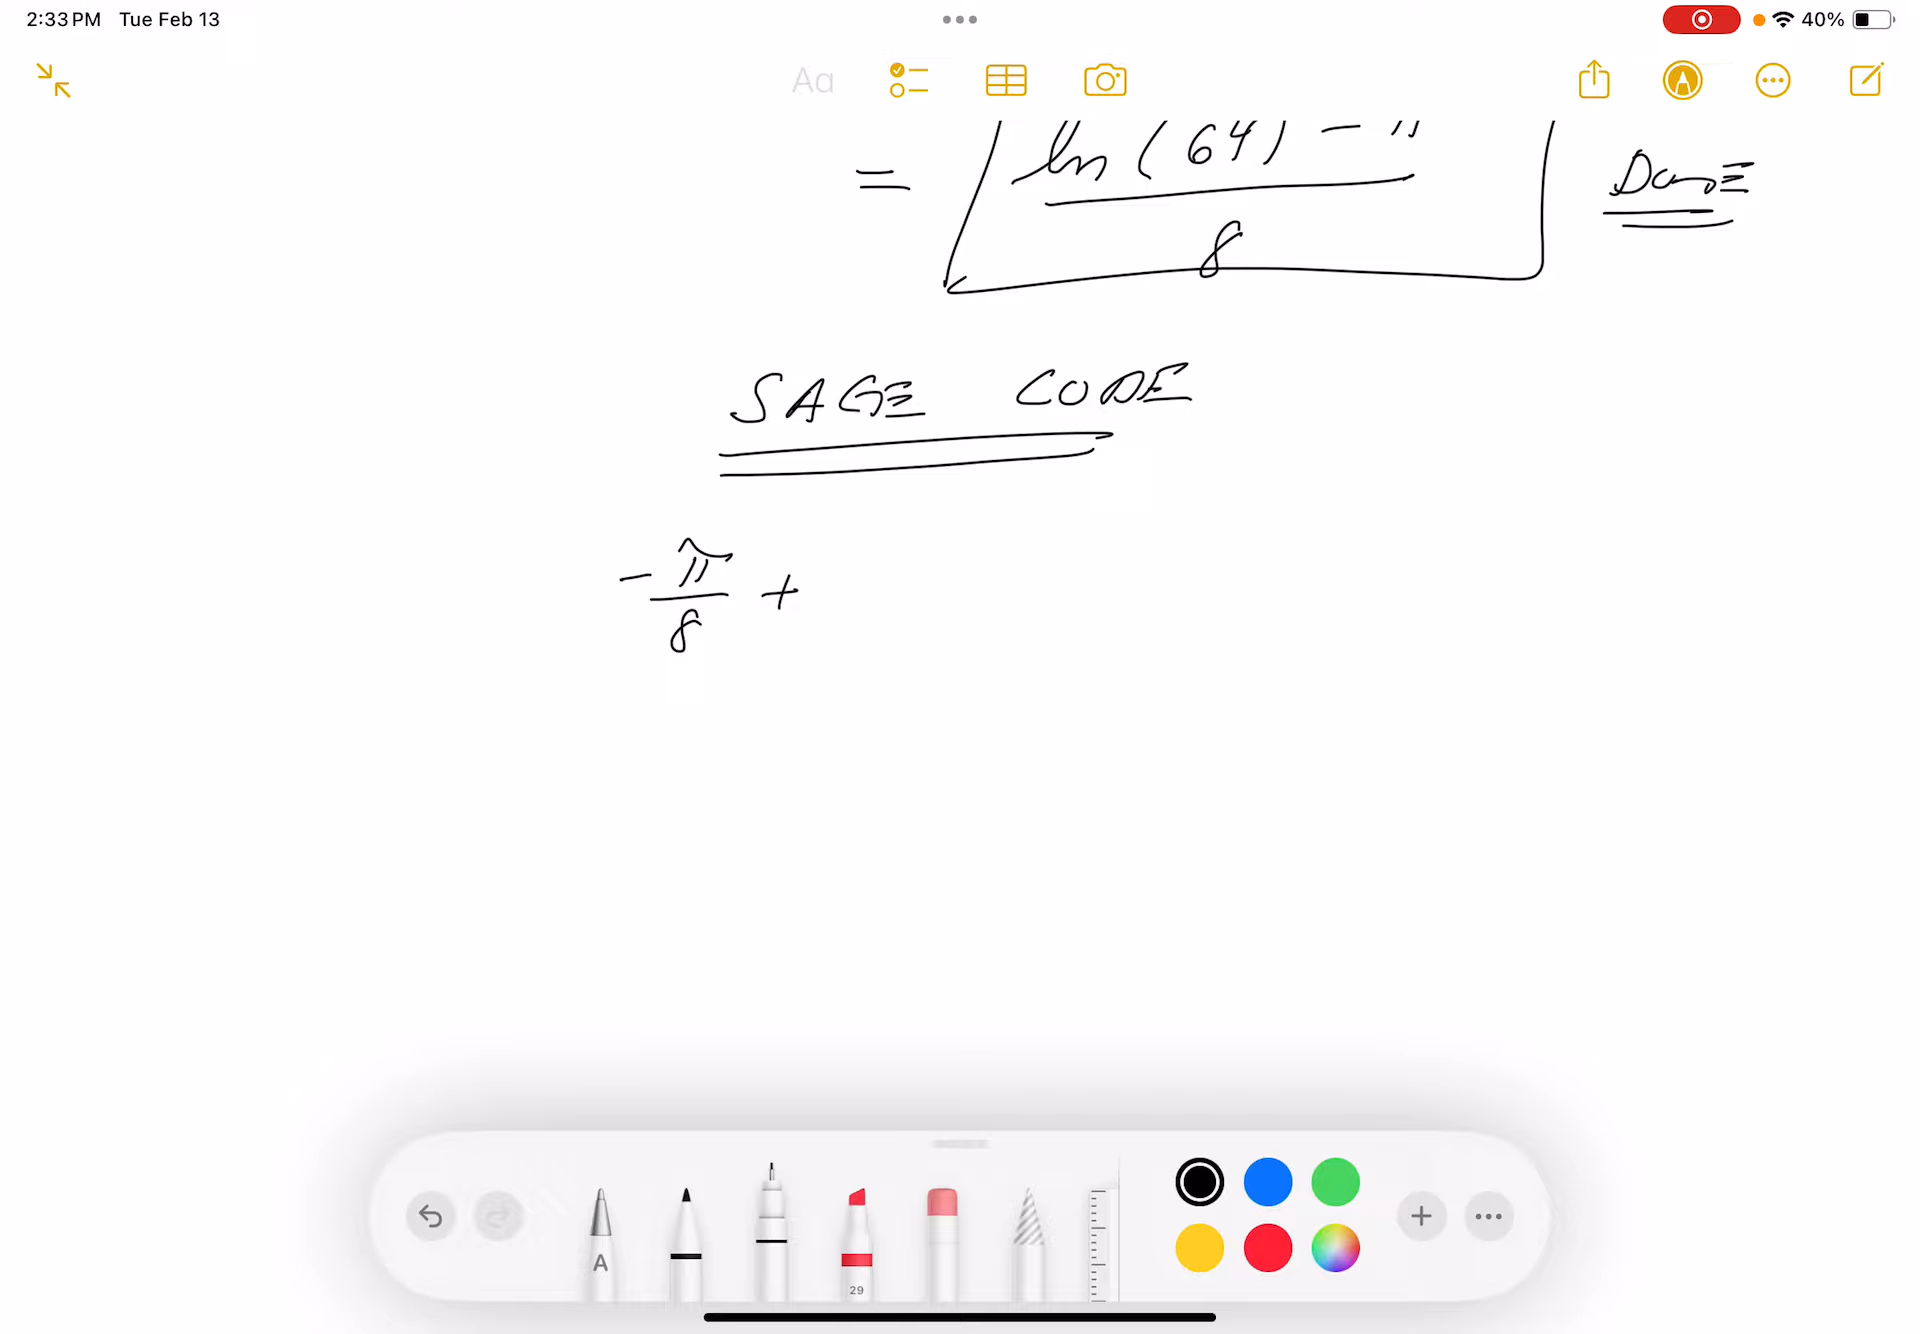 2:33 PM Tue Feb 13
40%
Aa
= ln(64) - π
8
DONE
SAGE CODE
- π/8 +
A
29